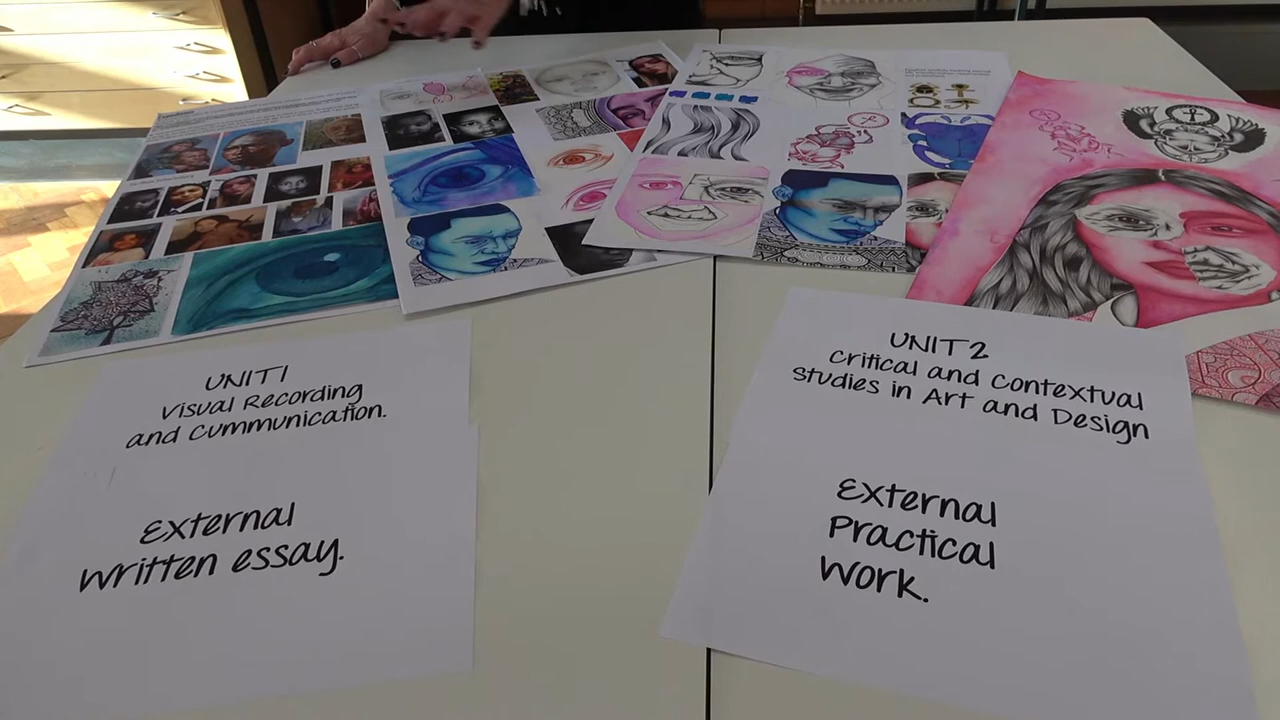 UNIT1
Visual Recording
and Cummunication.
External
written essay.
UNIT2
Critical and Contextual
studies in Art and Design
External
Practical
work.